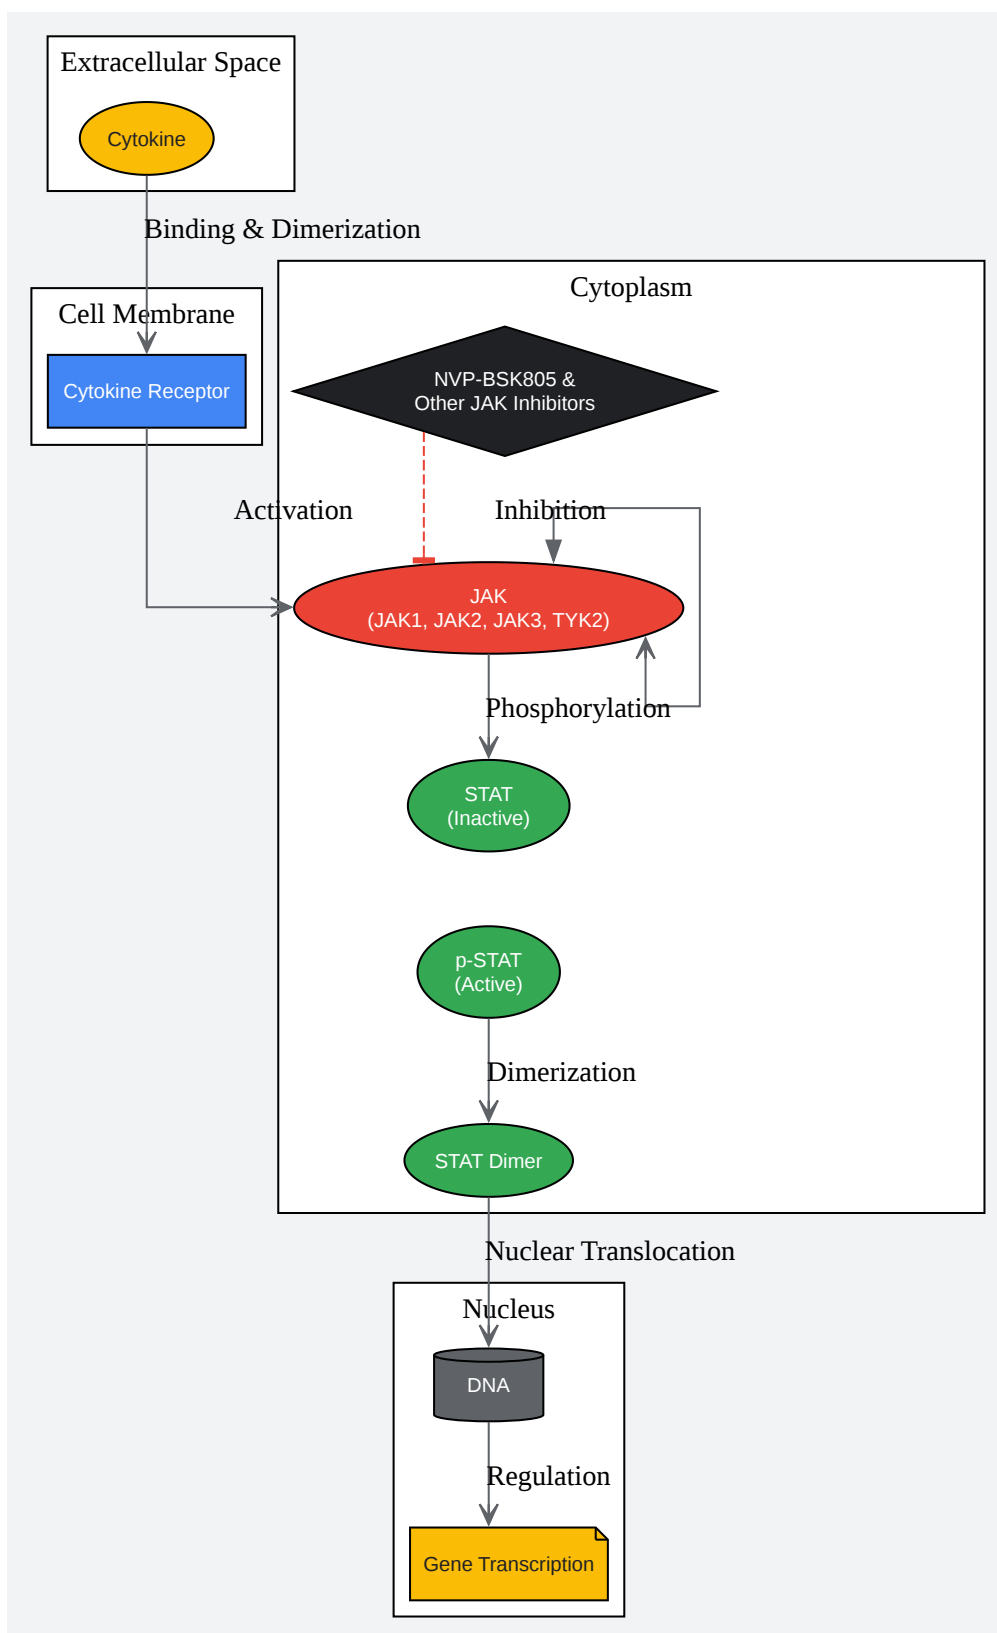 Extracellular Space
Cytokine
Binding & Dimerization
Cell Membrane
Cytokine Receptor
Cytoplasm
NVP-BSK805 &
Other JAK Inhibitors
Activation
Inhibition
JAK
(JAK1, JAK2, JAK3, TYK2)
Phosphorylation
STAT
(Inactive)
p-STAT
(Active)
Dimerization
STAT Dimer
Nuclear Translocation
Nucleus
DNA
Regulation
Gene Transcription